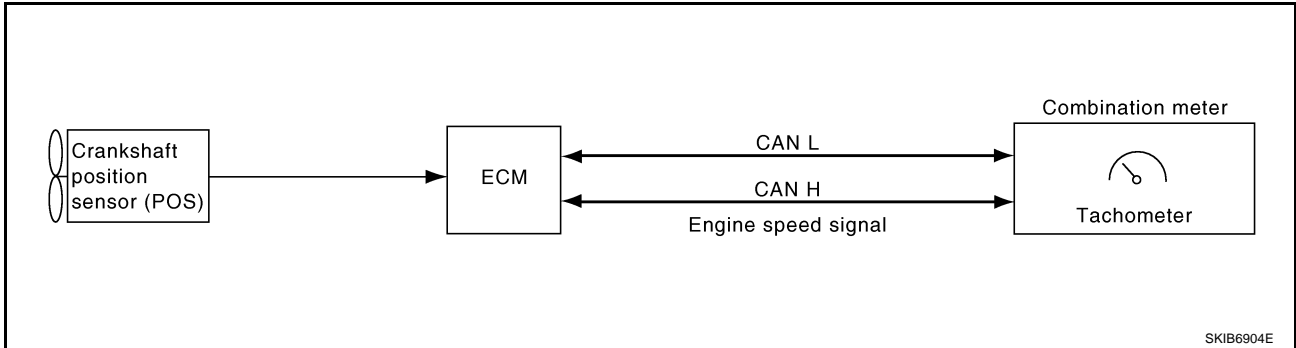 Crankshaft
position
sensor (POS)
ECM
CAN L
CAN H
Engine speed signal
Combination meter
Tachometer
SKIB6904E